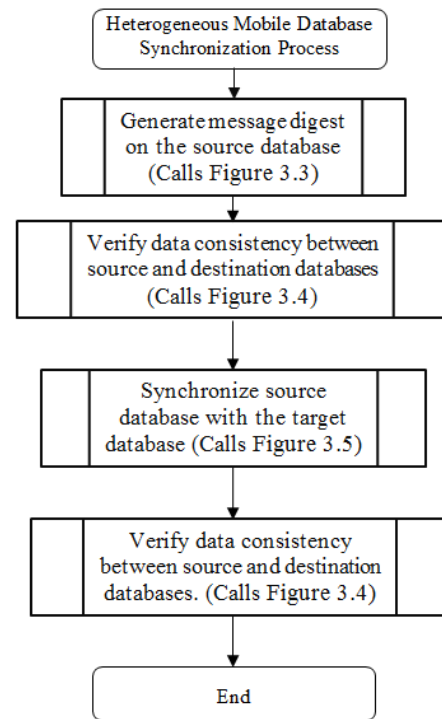 Heterogeneous Mobile Database
Synchronization Process
Generate message digest
on the source database
(Calls Figure 3.3)
Verify data consistency between
source and destination databases
(Calls Figure 3.4)
Synchronize source
database with the target
database (Calls Figure 3.5)
Verify data consistency
between source and destination
databases. (Calls Figure 3.4)
End